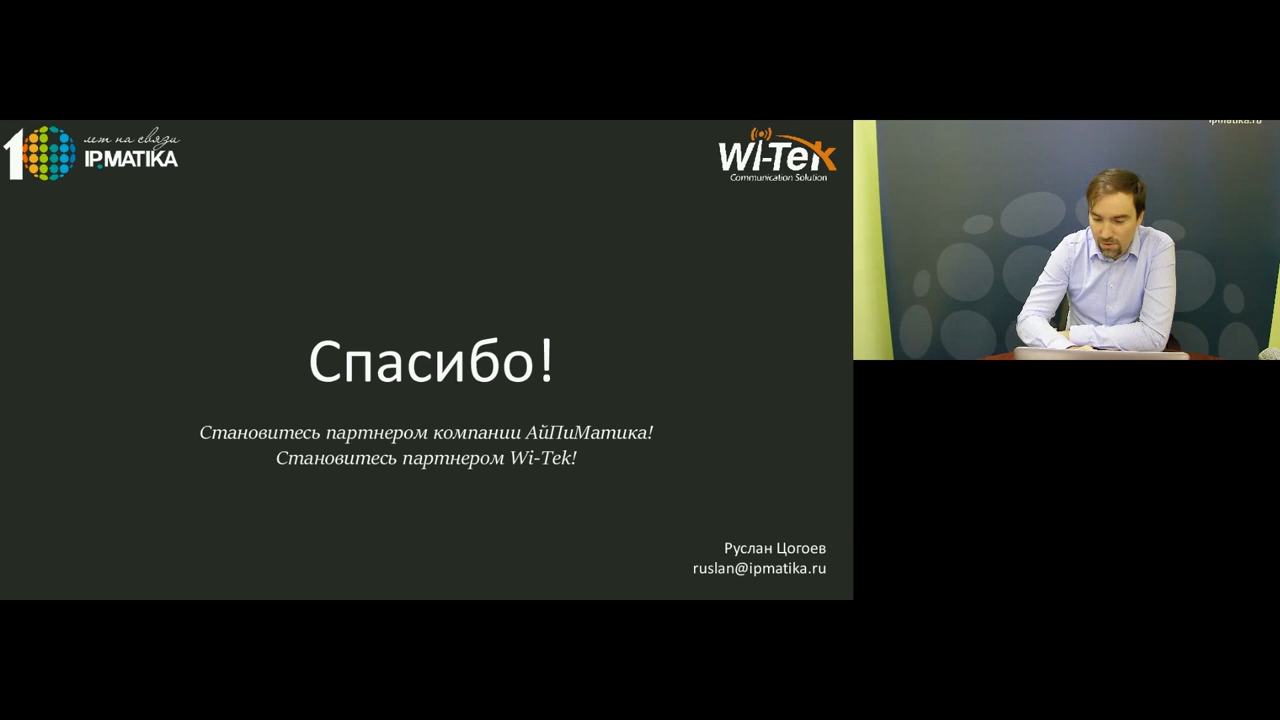 10 лет на связи
IPMATIKA
Wi-Tek
Communication Solution
ipmatika.ru
Спасибо!
Становитесь партнером компании АйПиМатика!
Становитесь партнером Wi-Tek!
Руслан Цогоев
ruslan@ipmatika.ru